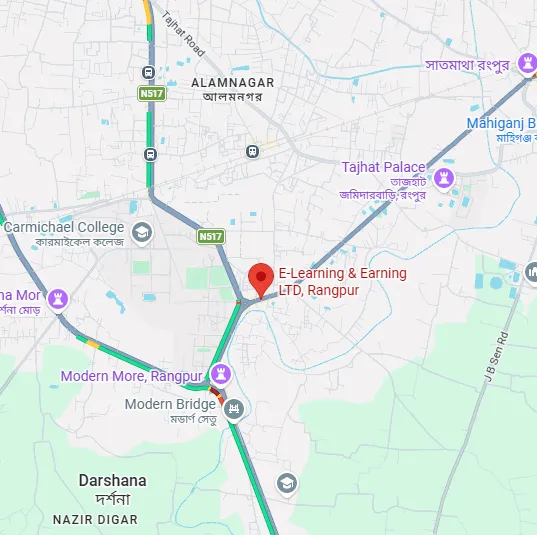 Tajhat Road
ALAMNAGAR
আলমনগর
সাতমাথা রংপুর
N517
Mahiganj B
মাহিগঞ্জ ব
Tajhat Palace
তাজহাট
জমিদারবাড়ি, রংপুর
Carmichael College
কারমাইকেল কলেজ
N517
E-Learning & Earning
LTD, Rangpur
na Mor
র্শনা মোড়
J B Sen Rd
Modern More, Rangpur
Modern Bridge
মডার্ণ সেতু
Darshana
দর্শনা
NAZIR DIGAR